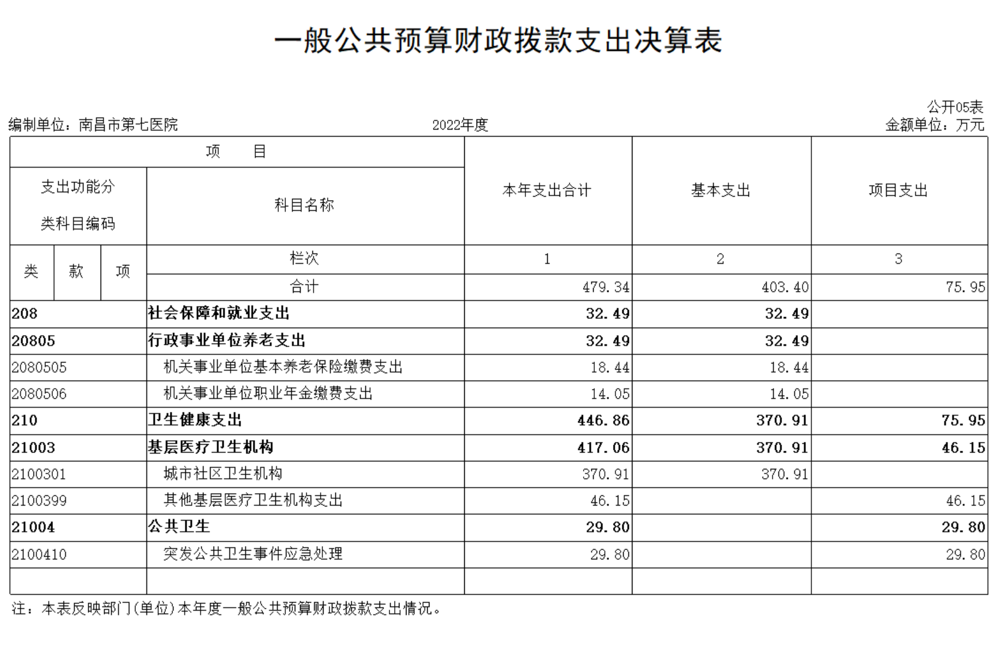 一般公共预算财政拨款支出决算表
公开05表
编制单位：南昌市第七医院 2022年度 金额单位：万元
项 目 本年支出合计 基本支出 项目支出
支出功能分类科目编码 科目名称
类 款 项 栏次 1 2 3
合计 479.34 403.40 75.95
208 社会保障和就业支出 32.49 32.49
20805 行政事业单位养老支出 32.49 32.49
2080505 机关事业单位基本养老保险缴费支出 18.44 18.44
2080506 机关事业单位职业年金缴费支出 14.05 14.05
210 卫生健康支出 446.86 370.91 75.95
21003 基层医疗卫生机构 417.06 370.91 46.15
2100301 城市社区卫生机构 370.91 370.91
2100399 其他基层医疗卫生机构支出 46.15 46.15
21004 公共卫生 29.80 29.80
2100410 突发公共卫生事件应急处理 29.80 29.80
注：本表反映部门(单位)本年度一般公共预算财政拨款支出情况。